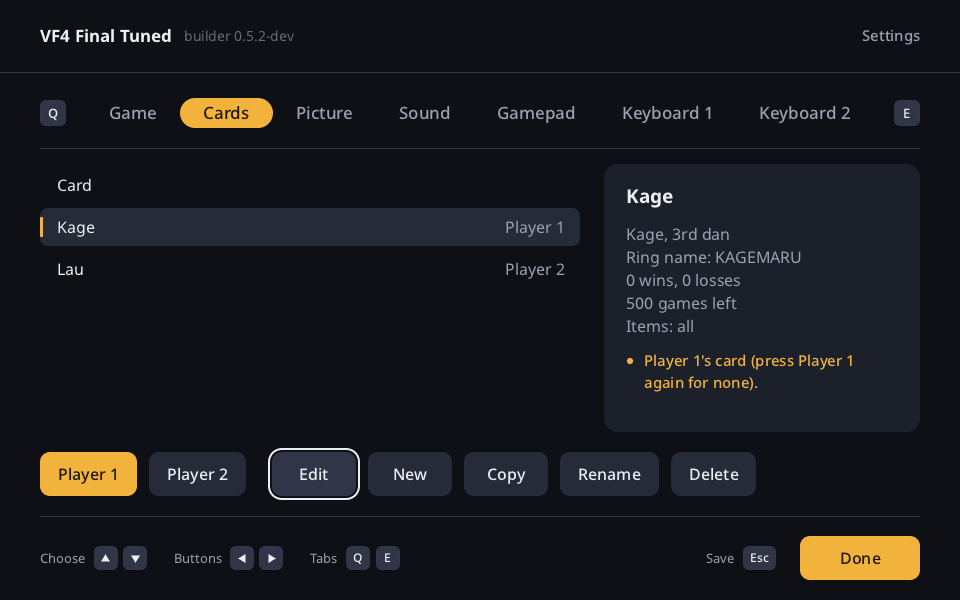 VF4 Final Tuned builder 0.5.2-dev Settings
Q Game Cards Picture Sound Gamepad Keyboard 1 Keyboard 2 E
Card
Kage Player 1
Lau Player 2
Kage
Kage, 3rd dan
Ring name: KAGEMARU
0 wins, 0 losses
500 games left
Items: all
Player 1's card (press Player 1
again for none).
Player 1 Player 2 Edit New Copy Rename Delete
Choose Buttons Tabs Q E Save Esc Done